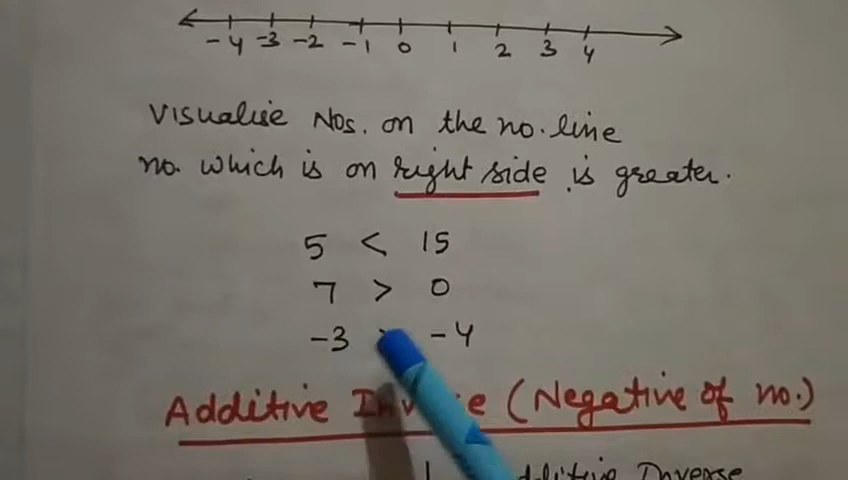 -4 -3 -2 -1 0 1 2 3 4
Visualise Nos. on the no. line
no. which is on right side is greater.
5 < 15
7 > 0
-3 -4
Additive (Negative of no.)
Inverse